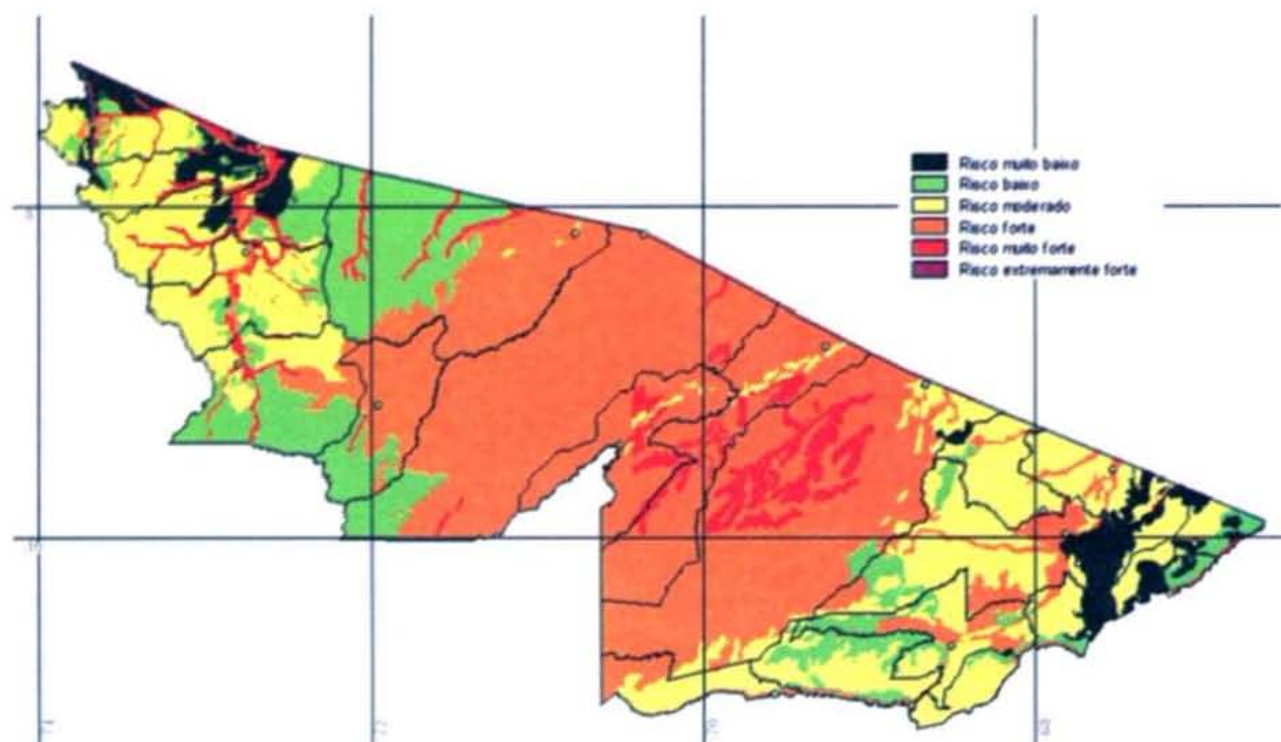 Risco muito baixo
Risco baixo
Risco moderado
Risco forte
Risco muito forte
Risco extremamente forte